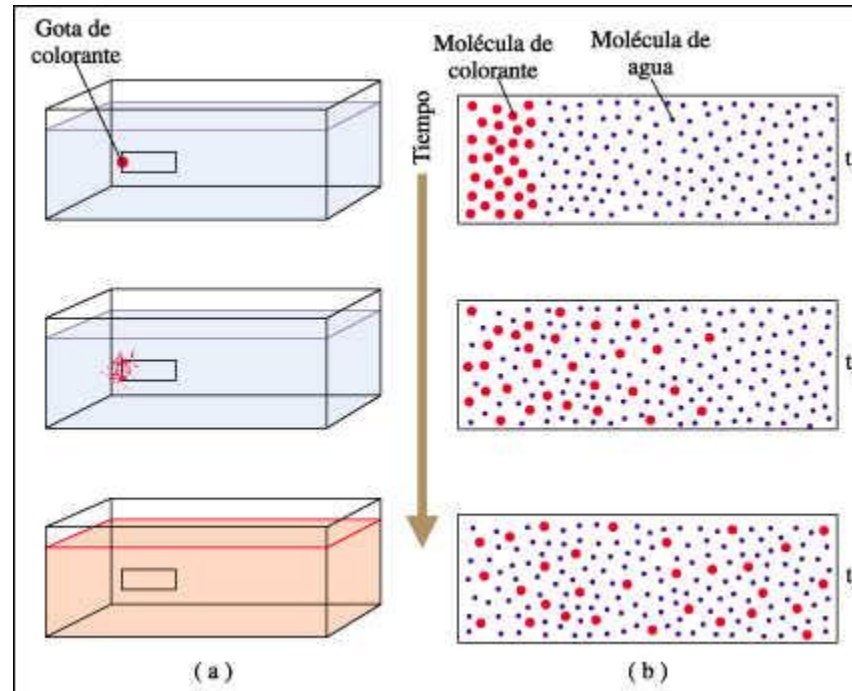 Gota de
colorante
Tiempo
Molécula de
colorante
Molécula de
agua
t
t
t
( a )
( b )